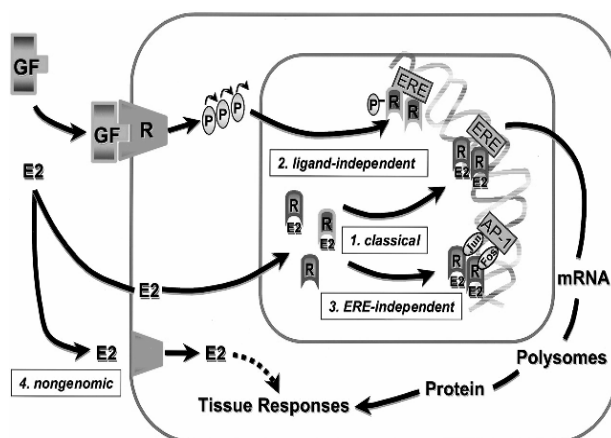 GF
GF R
P P P
P R R
ERE
ERE
E2 E2
2. ligand-independent
E2
R
E2
R
E2
R
1. classical
AP-1
Jun Fos
R R
E2 E2
3. ERE-independent
E2
mRNA
Polysomes
Protein
E2
E2
4. nongenomic
Tissue Responses